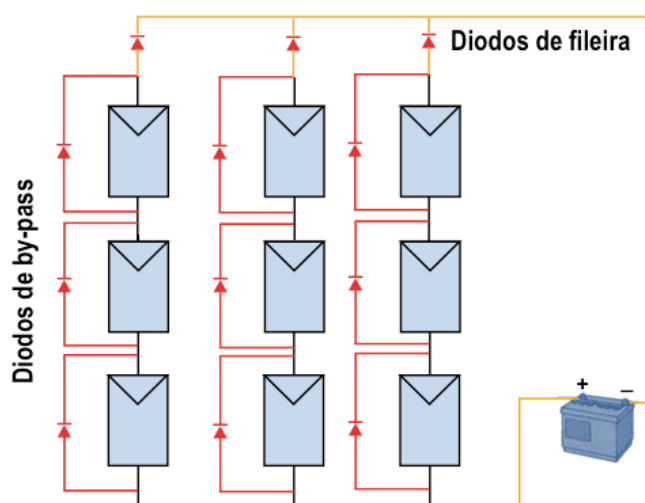 Diodos de fileira
Diodos de by-pass
+ −